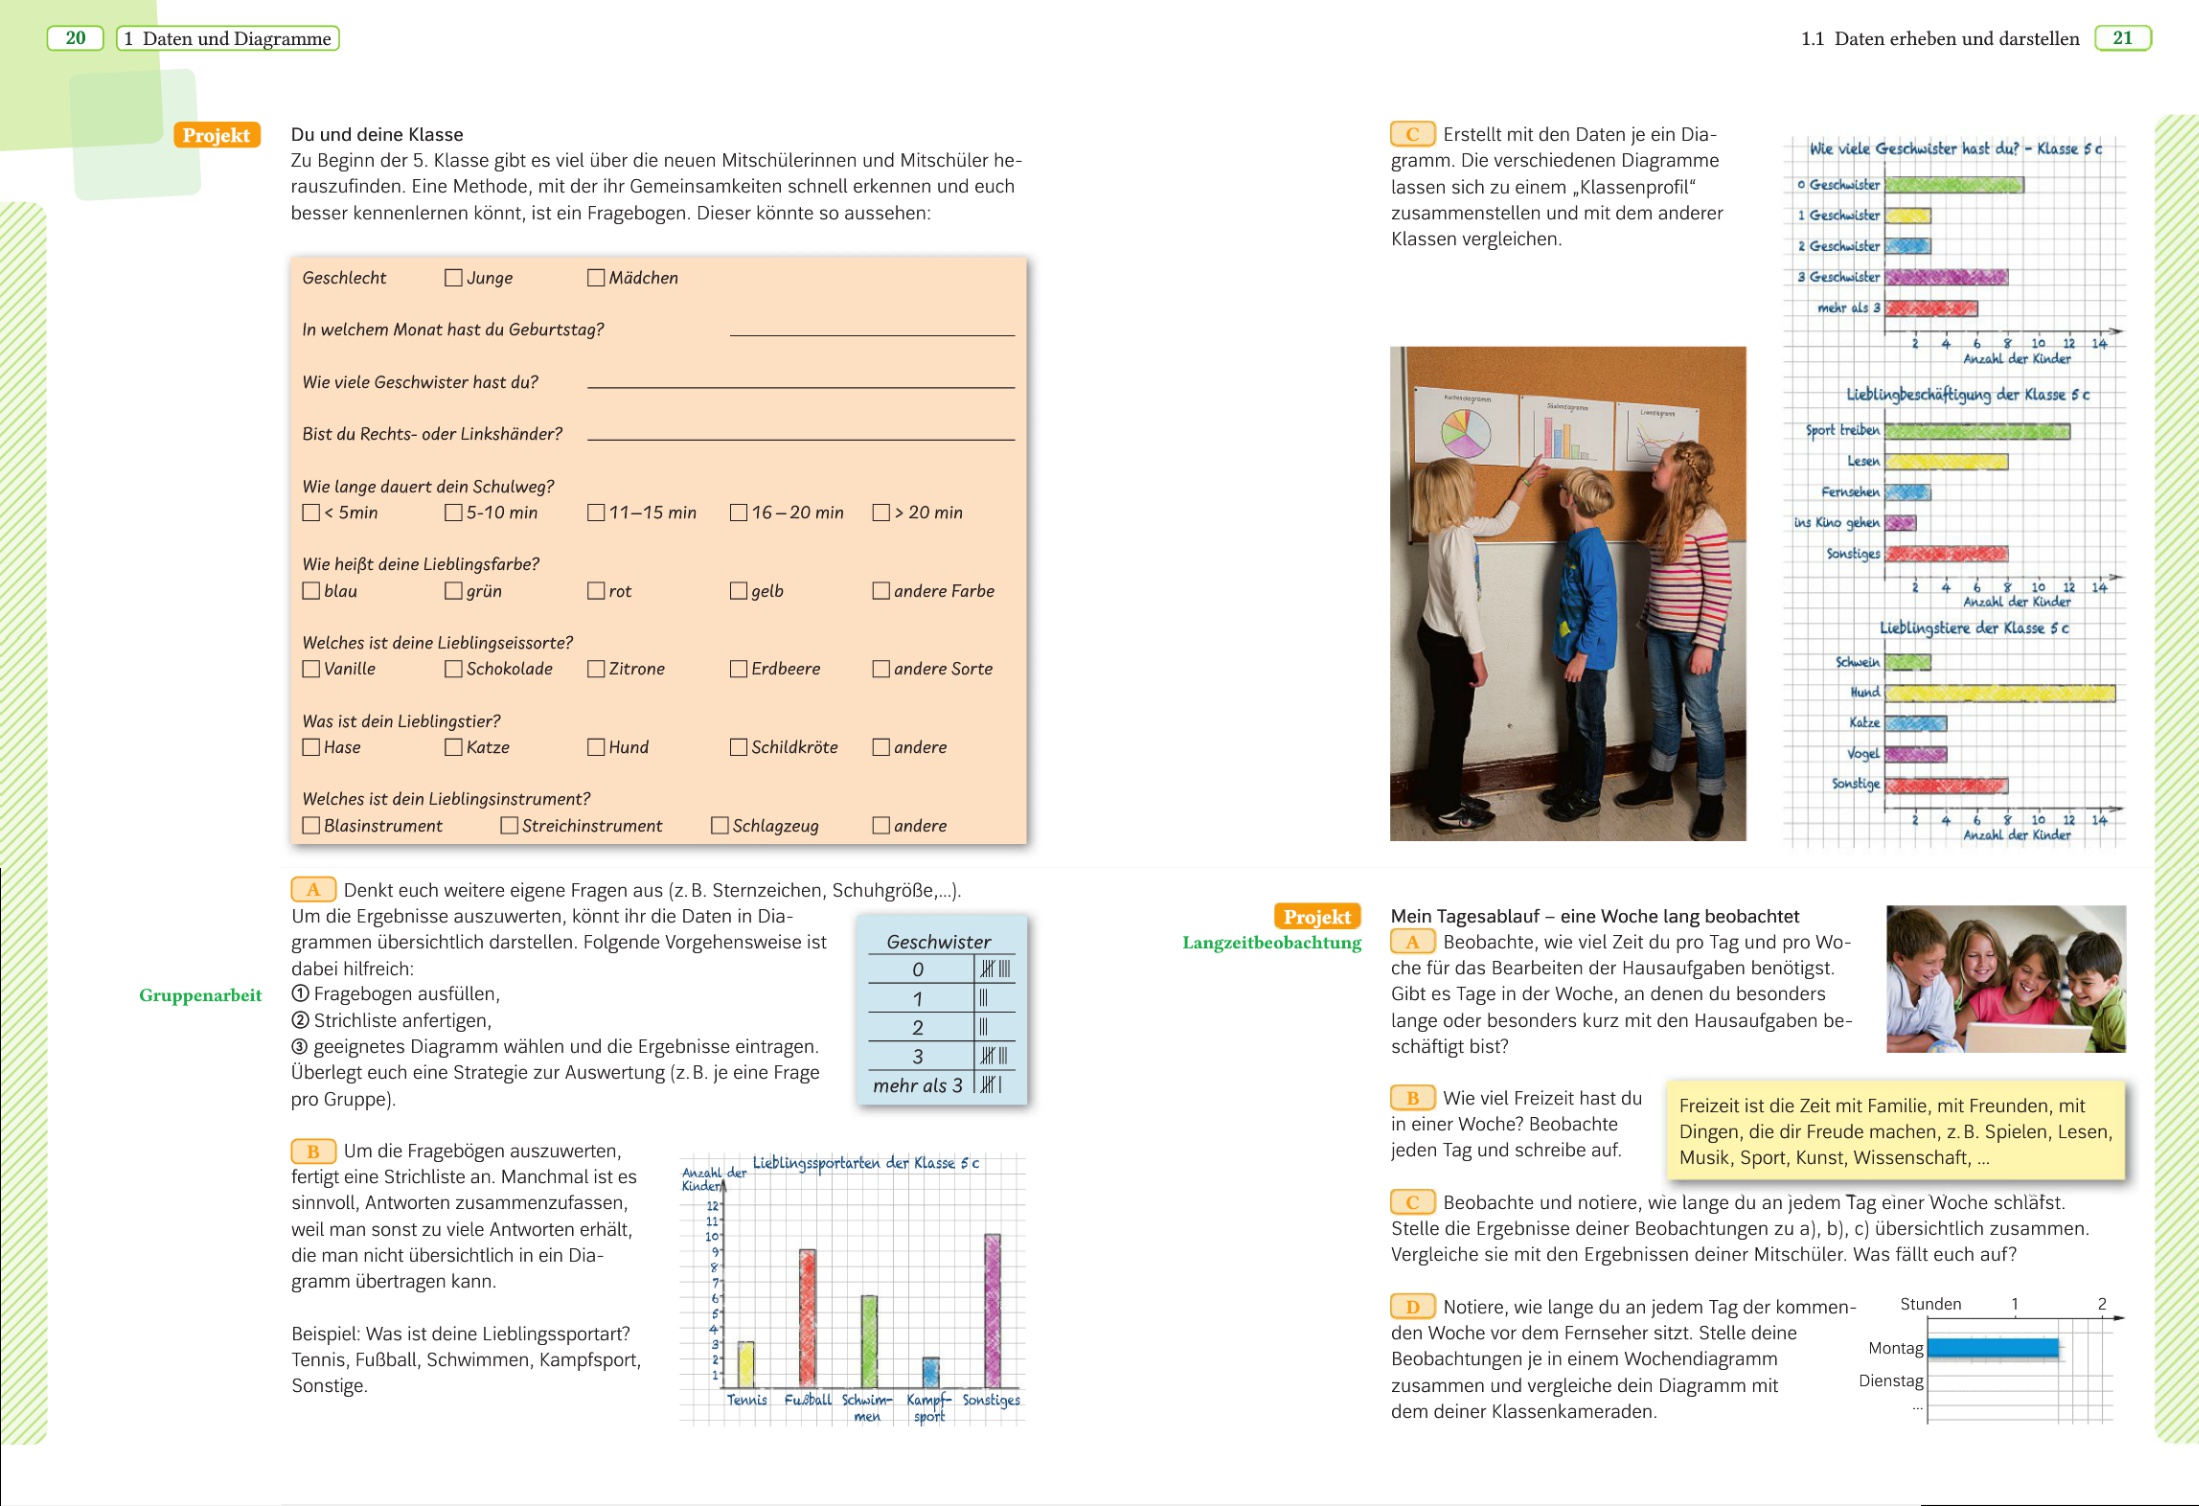 20 1 Daten und Diagramme
Projekt
Du und deine Klasse
Zu Beginn der 5. Klasse gibt es viel über die neuen Mitschülerinnen und Mitschüler he-
rauszufinden. Eine Methode, mit der ihr Gemeinsamkeiten schnell erkennen und euch
besser kennenlernen könnt, ist ein Fragebogen. Dieser könnte so aussehen:
Geschlecht Junge Mädchen
In welchem Monat hast du Geburtstag?
Wie viele Geschwister hast du?
Bist du Rechts- oder Linkshänder?
Wie lange dauert dein Schulweg?
< 5min 5-10 min 11–15 min 16–20 min > 20 min
Wie heißt deine Lieblingsfarbe?
blau grün rot gelb andere Farbe
Welches ist deine Lieblingseissorte?
Vanille Schokolade Zitrone Erdbeere andere Sorte
Was ist dein Lieblingstier?
Hase Katze Hund Schildkröte andere
Welches ist dein Lieblingsinstrument?
Blasinstrument Streichinstrument Schlagzeug andere
A Denkt euch weitere eigene Fragen aus (z. B. Sternzeichen, Schuhgröße,...).
Um die Ergebnisse auszuwerten, könnt ihr die Daten in Dia-
grammen übersichtlich darstellen. Folgende Vorgehensweise ist
dabei hilfreich:
Gruppenarbeit
① Fragebogen ausfüllen,
② Strichliste anfertigen,
③ geeignetes Diagramm wählen und die Ergebnisse eintragen.
Überlegt euch eine Strategie zur Auswertung (z. B. je eine Frage
pro Gruppe).
Geschwister
0
1
2
3
mehr als 3
B Um die Fragebögen auszuwerten,
fertigt eine Strichliste an. Manchmal ist es
sinnvoll, Antworten zusammenzufassen,
weil man sonst zu viele Antworten erhält,
die man nicht übersichtlich in ein Dia-
gramm übertragen kann.
Beispiel: Was ist deine Lieblingssportart?
Tennis, Fußball, Schwimmen, Kampfsport,
Sonstige.
Lieblingssportarten der Klasse 5 c
Anzahl der
Kinder
12
11
10
9
8
7
6
5
4
3
2
1
Tennis Fußball Schwim- Kampf- Sonstiges
men sport
1.1 Daten erheben und darstellen 21
C Erstellt mit den Daten je ein Dia-
gramm. Die verschiedenen Diagramme
lassen sich zu einem „Klassenprofil“
zusammenstellen und mit dem anderer
Klassen vergleichen.
Kuchendiagramm
Säulendiagramm
Liniendiagramm
Wie viele Geschwister hast du? – Klasse 5 c
0 Geschwister
1 Geschwister
2 Geschwister
3 Geschwister
mehr als 3
2 4 6 8 10 12 14
Anzahl der Kinder
Lieblingbeschäftigung der Klasse 5 c
Sport treiben
Lesen
Fernsehen
ins Kino gehen
Sonstiges
2 4 6 8 10 12 14
Anzahl der Kinder
Lieblingstiere der Klasse 5 c
Schwein
Hund
Katze
Vogel
Sonstige
2 4 6 8 10 12 14
Anzahl der Kinder
Projekt
Langzeitbeobachtung
Mein Tagesablauf – eine Woche lang beobachtet
A Beobachte, wie viel Zeit du pro Tag und pro Wo-
che für das Bearbeiten der Hausaufgaben benötigst.
Gibt es Tage in der Woche, an denen du besonders
lange oder besonders kurz mit den Hausaufgaben be-
schäftigt bist?
B Wie viel Freizeit hast du
in einer Woche? Beobachte
jeden Tag und schreibe auf.
Freizeit ist die Zeit mit Familie, mit Freunden, mit
Dingen, die dir Freude machen, z. B. Spielen, Lesen,
Musik, Sport, Kunst, Wissenschaft, ...
C Beobachte und notiere, wie lange du an jedem Tag einer Woche schläfst.
Stelle die Ergebnisse deiner Beobachtungen zu a), b), c) übersichtlich zusammen.
Vergleiche sie mit den Ergebnissen deiner Mitschüler. Was fällt euch auf?
D Notiere, wie lange du an jedem Tag der kommen-
den Woche vor dem Fernseher sitzt. Stelle deine
Beobachtungen je in einem Wochendiagramm
zusammen und vergleiche dein Diagramm mit
dem deiner Klassenkameraden.
Stunden 1 2
Montag
Dienstag
...